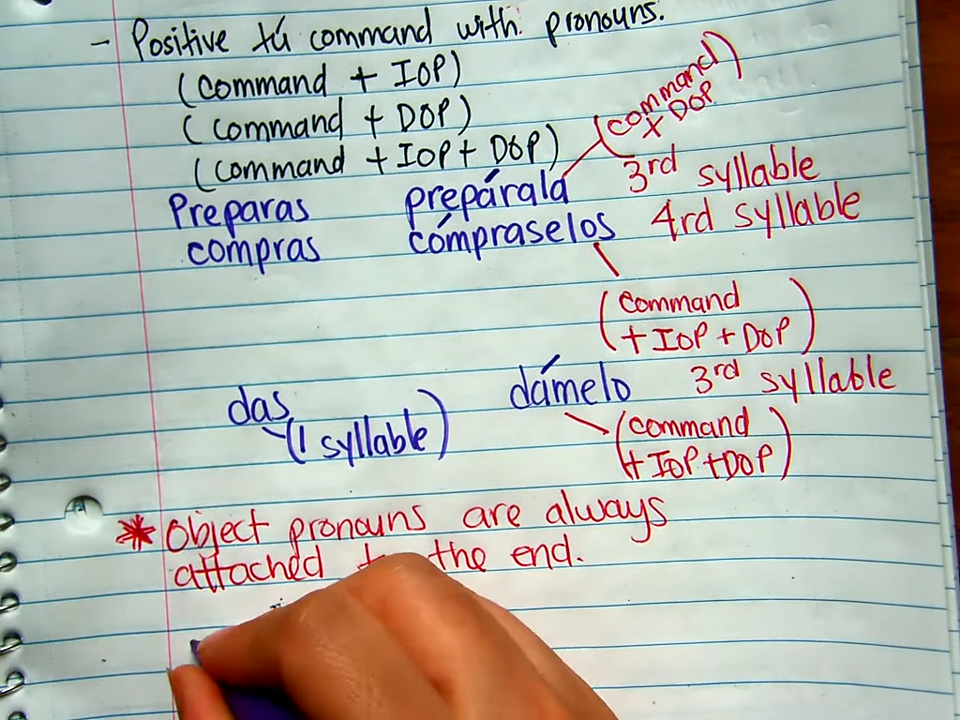 - Positive tú command with pronouns.
(command + IOP)
(command + DOP)
(command + IOP + DOP)
(command + DOP)
Preparas prepárala 3rd syllable
compras cómpraselos 4rd syllable
(command + IOP + DOP)
das dámelo 3rd syllable
(1 syllable)
(command + IOP + DOP)
* Object pronouns are always
attached to the end.